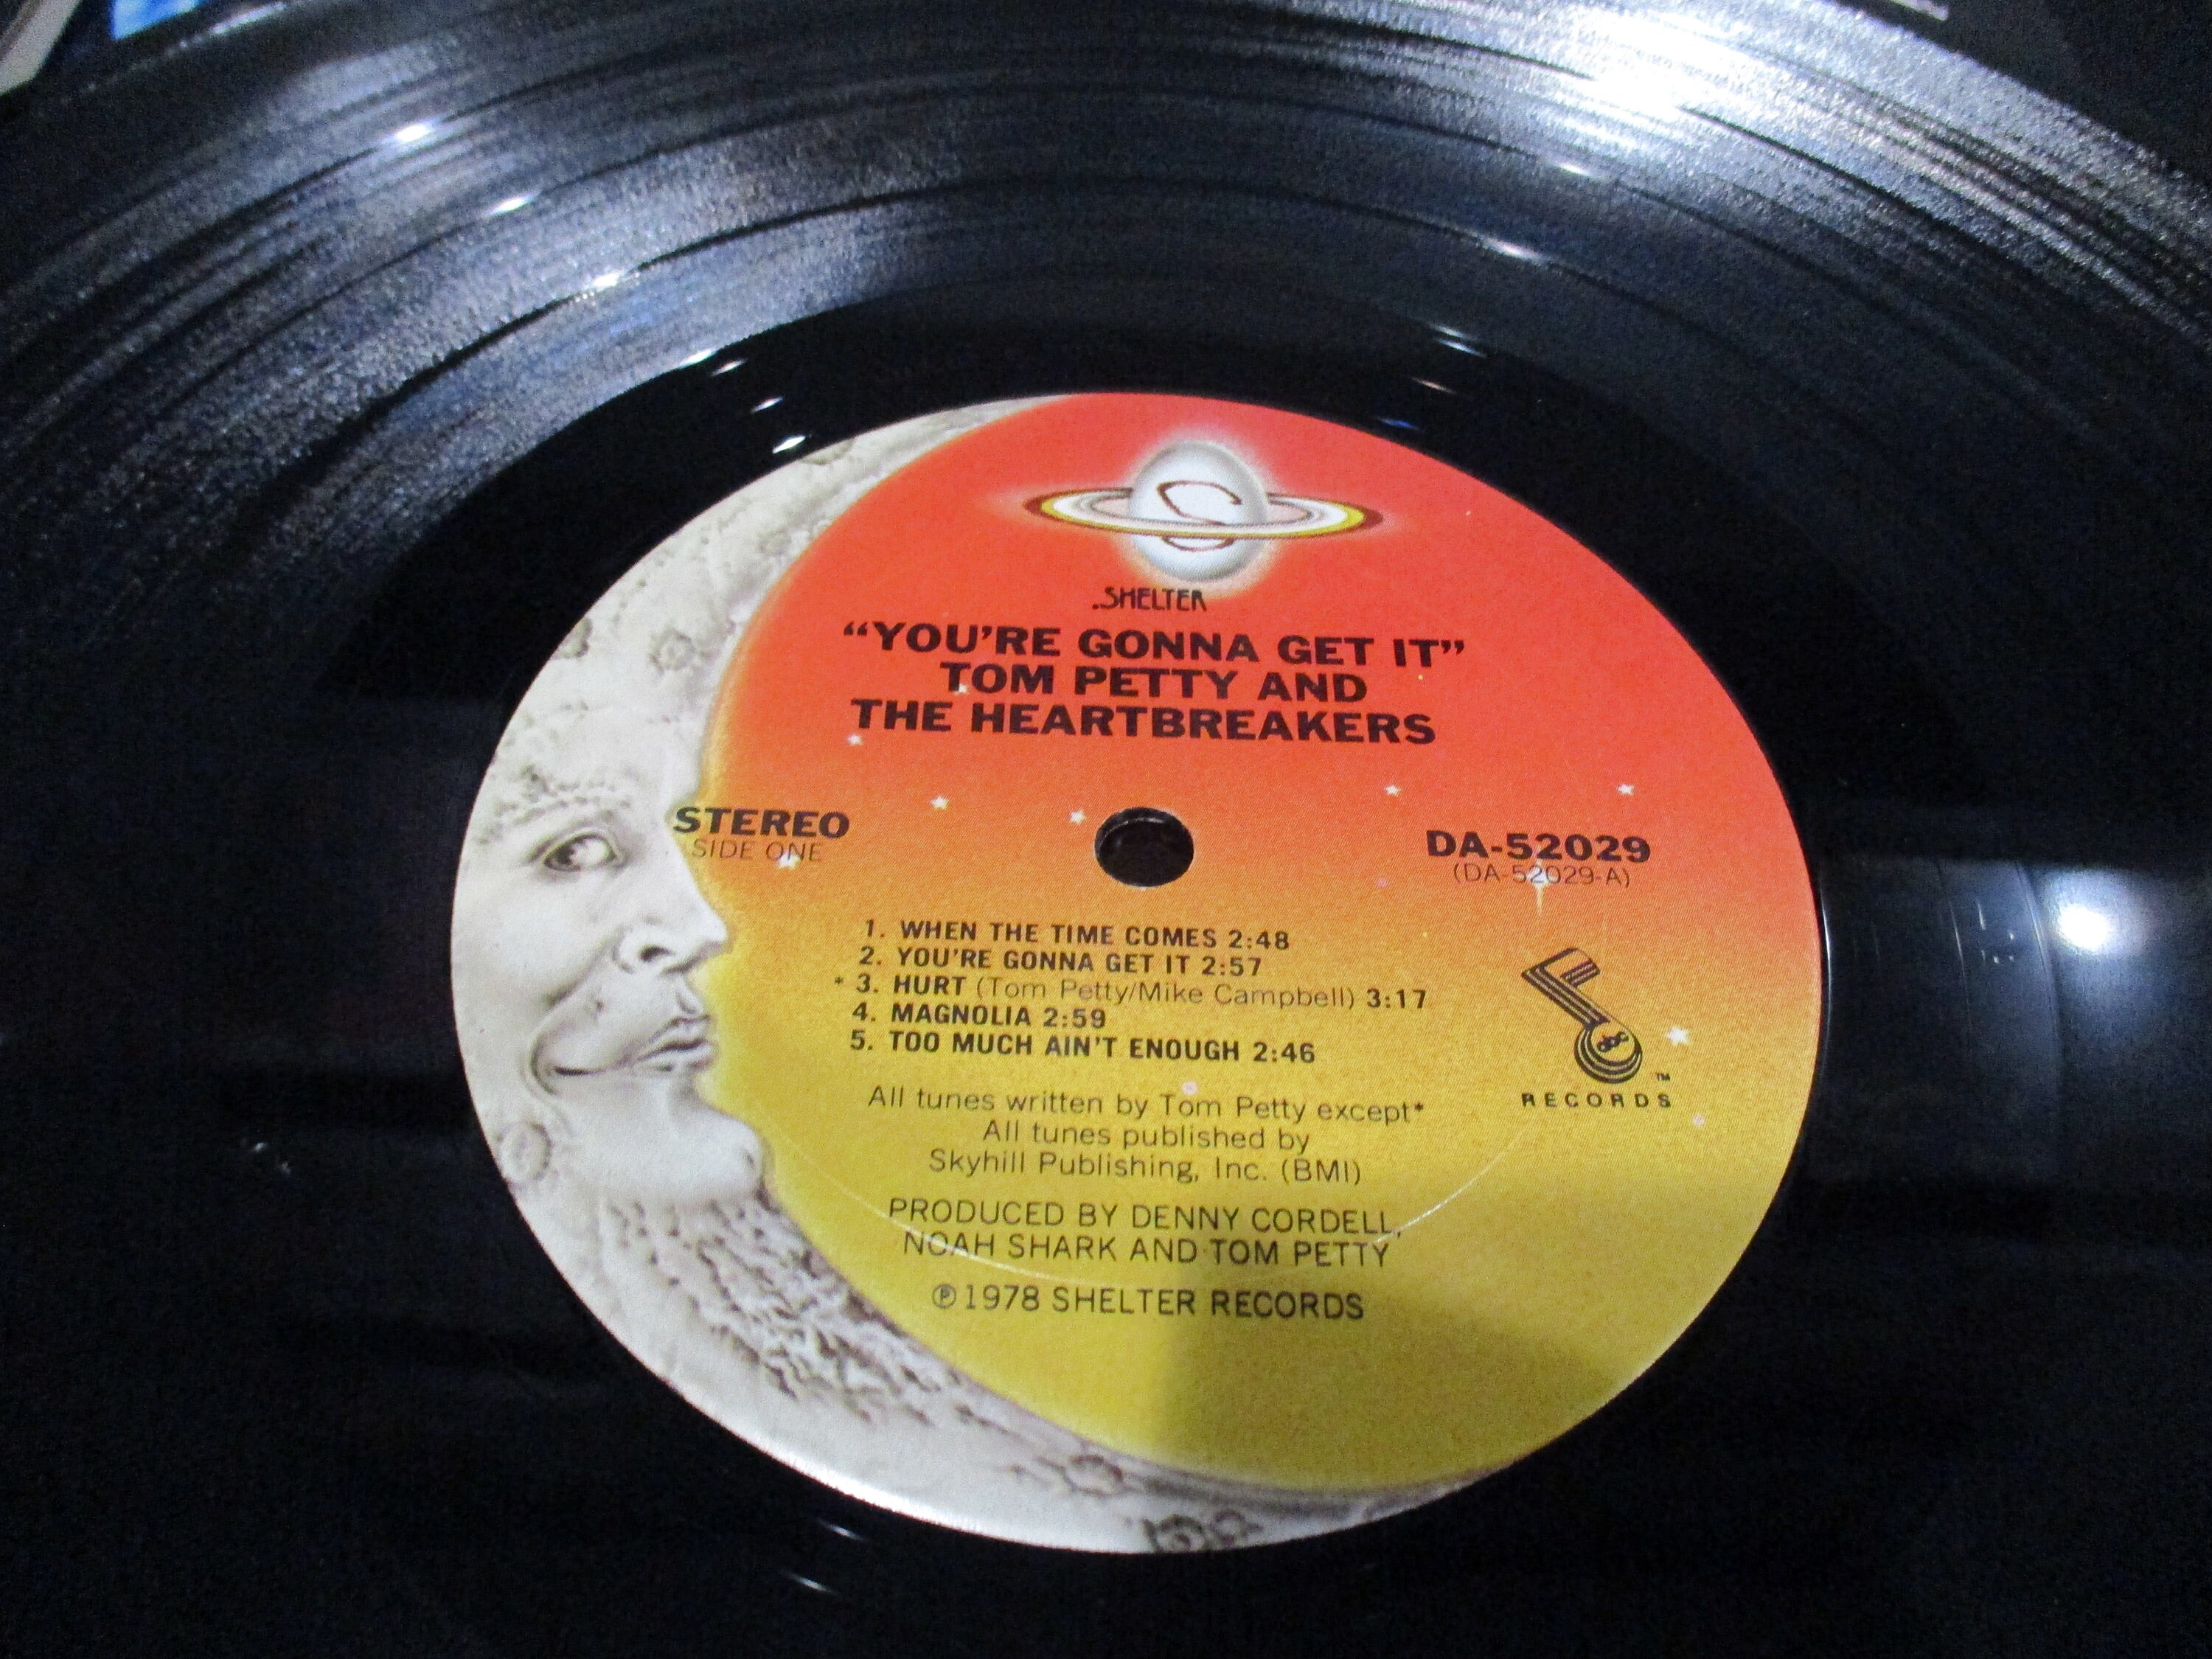 .SHELTER
“YOU'RE GONNA GET IT”
TOM PETTY AND
THE HEARTBREAKERS
STEREO
SIDE ONE
DA-52029
(DA-52029-A)
1. WHEN THE TIME COMES 2:48
2. YOU'RE GONNA GET IT 2:57
* 3. HURT (Tom Petty/Mike Campbell) 3:17
4. MAGNOLIA 2:59
5. TOO MUCH AIN'T ENOUGH 2:46
abc
TM
RECORDS
All tunes written by Tom Petty except*
All tunes published by
Skyhill Publishing, Inc. (BMI)
PRODUCED BY DENNY CORDELL,
NOAH SHARK AND TOM PETTY
℗1978 SHELTER RECORDS